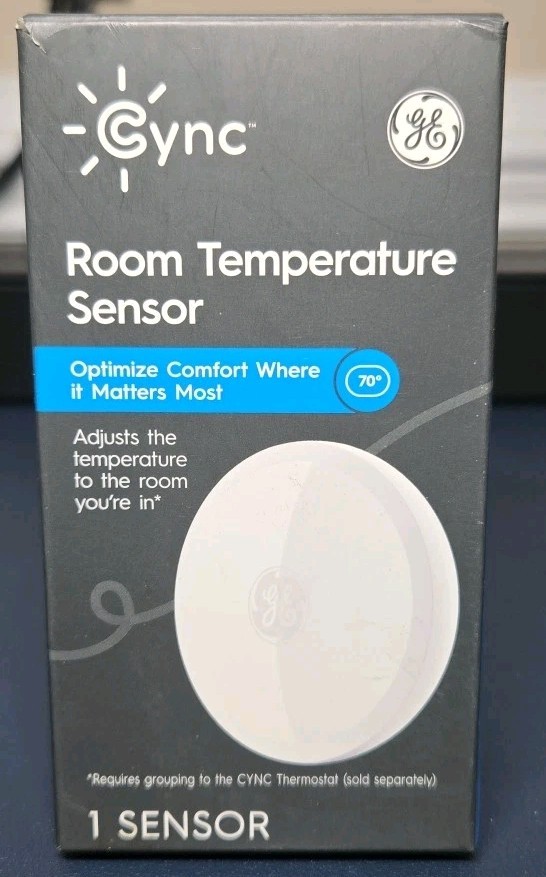 Cync™
GE
Room Temperature
Sensor
Optimize Comfort Where
it Matters Most
70°
Adjusts the
temperature
to the room
you're in*
GE
*Requires grouping to the CYNC Thermostat (sold separately)
1 SENSOR